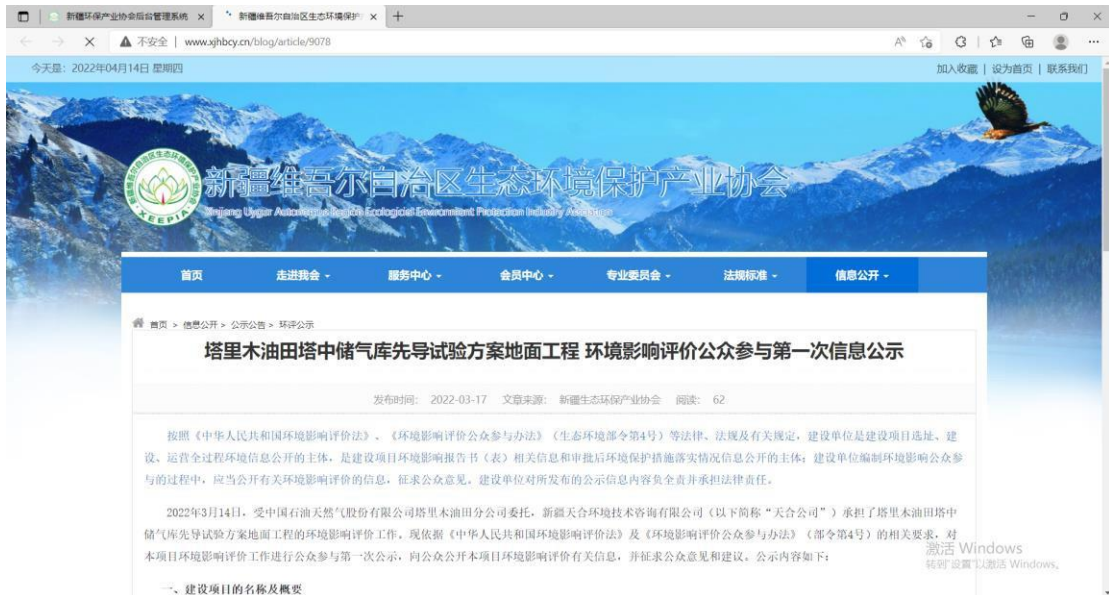 新疆环保产业协会后台管理系统
新疆维吾尔自治区生态环境保护
不安全 | www.xjhbcy.cn/blog/article/9078
今天是：2022年04月14日 星期四
加入收藏 | 设为首页 | 联系我们
新疆维吾尔自治区生态环境保护产业协会
XEEPIA
首页 走进我会 服务中心 会员中心 专业委员会 法规标准 信息公开
首页 > 信息公开 > 公示公告 > 环评公示
塔里木油田塔中储气库先导试验方案地面工程 环境影响评价公众参与第一次信息公示
发布时间： 2022-03-17 文章来源： 新疆生态环保产业协会 阅读： 62
按照《中华人民共和国环境影响评价法》、《环境影响评价公众参与办法》（生态环境部令第4号）等法律、法规及有关规定，建设单位是建设项目选址、建
设、运营全过程环境信息公开的主体，是建设项目环境影响报告书（表）相关信息和审批后环境保护措施落实情况信息公开的主体；建设单位编制环境影响公众参
与的过程中，应当公开有关环境影响评价的信息，征求公众意见，建设单位对所发布的公示信息内容负全责并承担法律责任。
2022年3月14日，受中国石油天然气股份有限公司塔里木油田分公司委托，新疆天合环境技术咨询有限公司（以下简称“天合公司”）承担了塔里木油田塔中
储气库先导试验方案地面工程的环境影响评价工作。现依据《中华人民共和国环境影响评价法》及《环境影响评价公众参与办法》（部令第4号）的相关要求，对
本项目环境影响评价工作进行公众参与第一次公示，向公众公开本项目环境影响评价有关信息，并征求公众意见和建议。公示内容如下：
激活 Windows
转到“设置”以激活 Windows。
一、建设项目的名称及概要